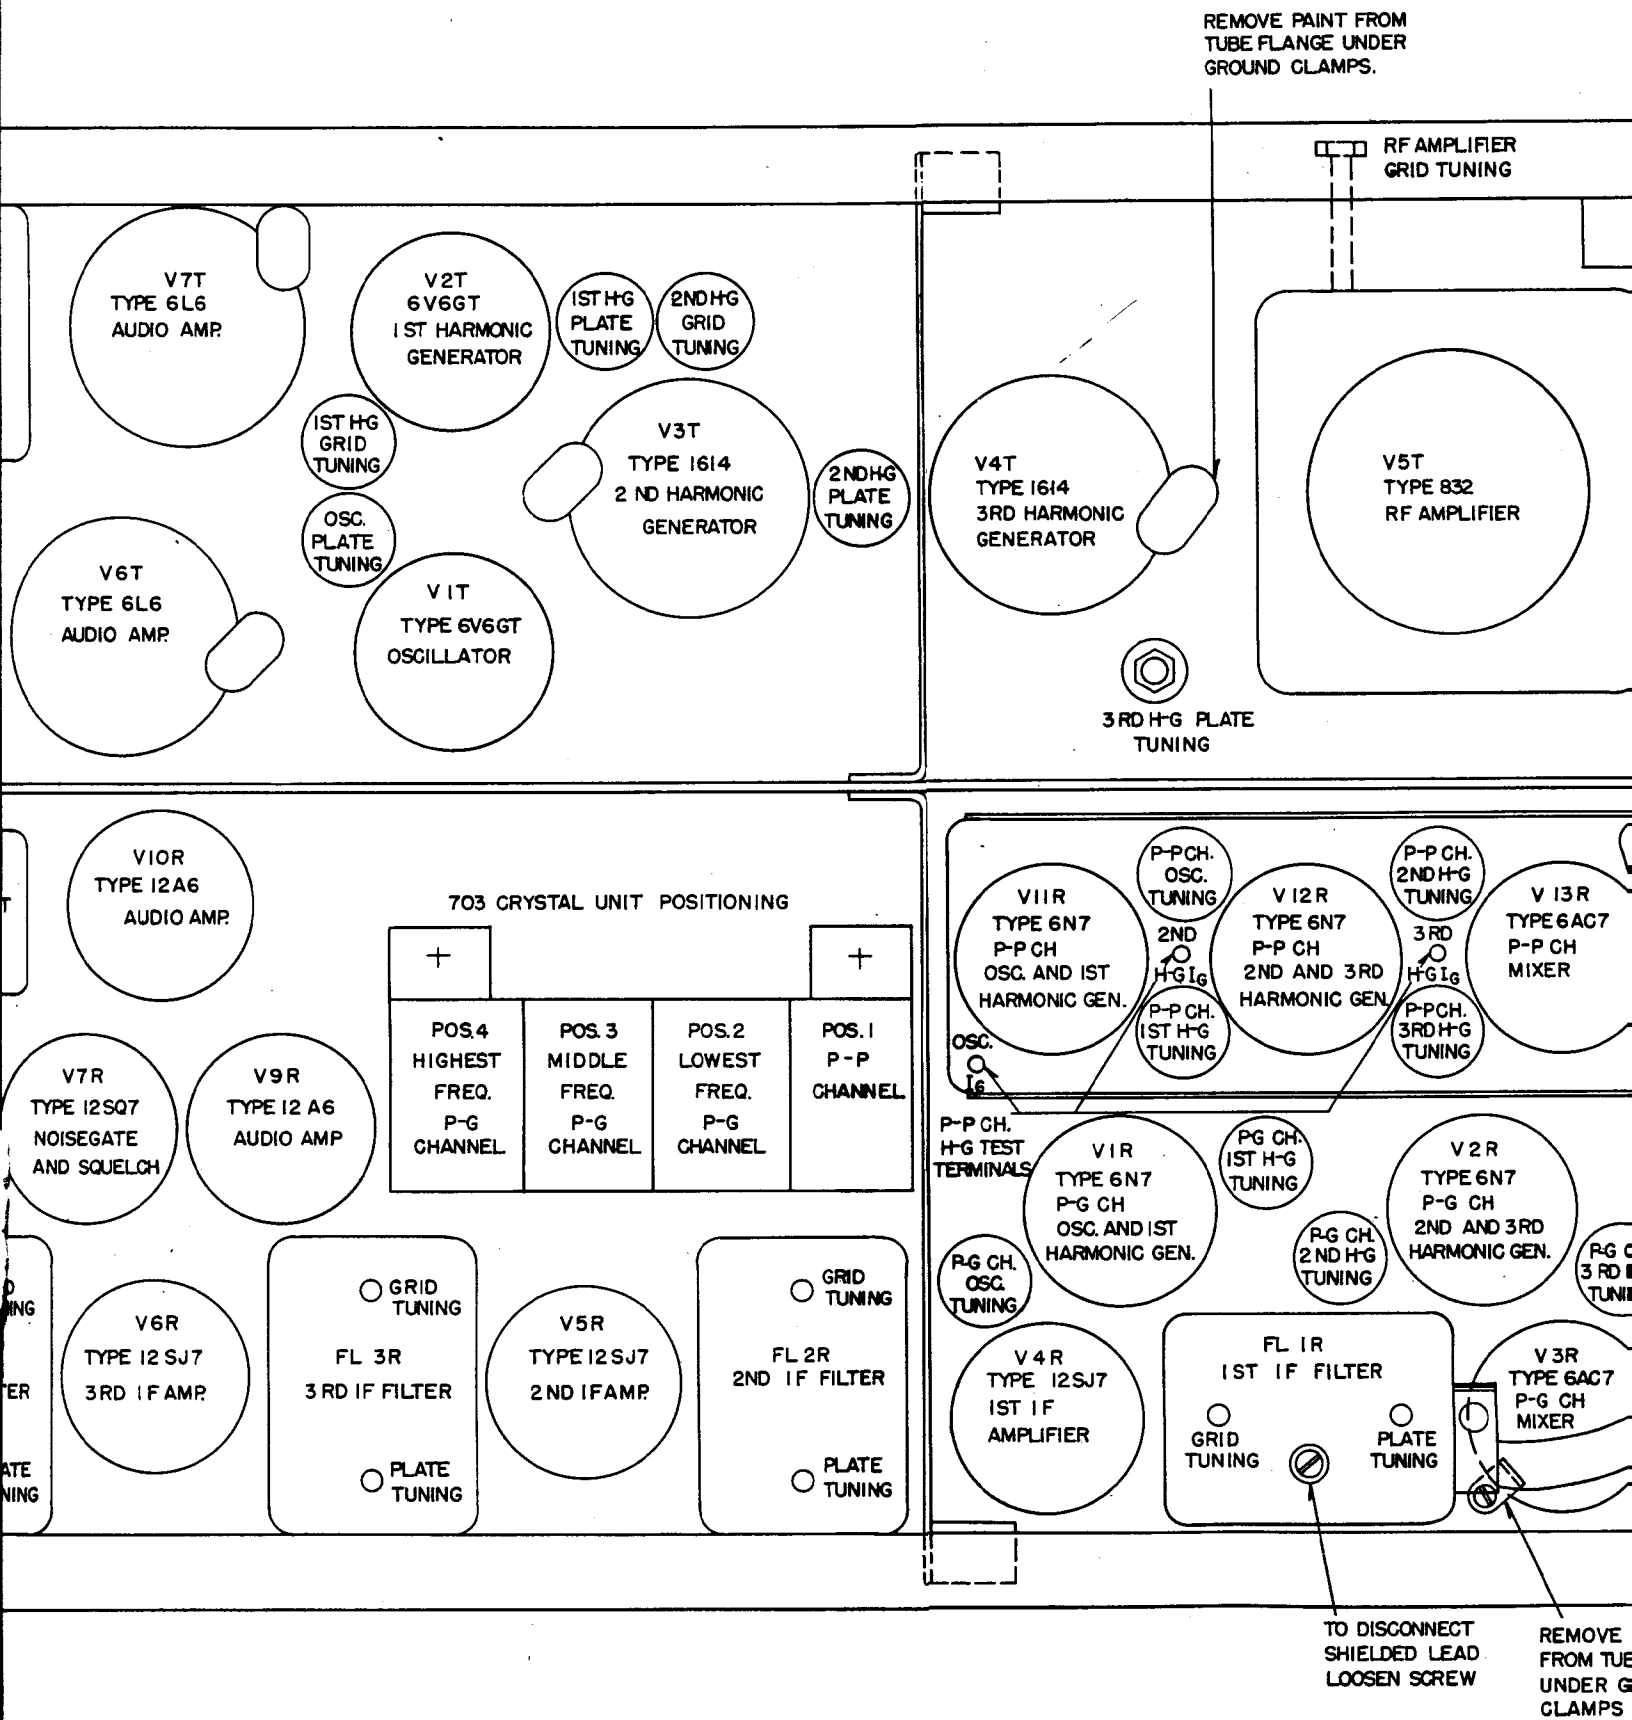 REMOVE PAINT FROM
TUBE FLANGE UNDER
GROUND CLAMPS.
RF AMPLIFIER
GRID TUNING
V7T
TYPE 6L6
AUDIO AMP.
V2T
6V6GT
1ST HARMONIC
GENERATOR
1ST H-G
PLATE
TUNING
2ND H-G
GRID
TUNING
1ST H-G
GRID
TUNING
OSC.
PLATE
TUNING
V3T
TYPE 1614
2 ND HARMONIC
GENERATOR
2ND H-G
PLATE
TUNING
V4T
TYPE 1614
3RD HARMONIC
GENERATOR
V5T
TYPE 832
RF AMPLIFIER
V6T
TYPE 6L6
AUDIO AMP.
V1T
TYPE 6V6GT
OSCILLATOR
3RD H-G PLATE
TUNING
V10R
TYPE 12A6
AUDIO AMP.
T
703 CRYSTAL UNIT POSITIONING
POS.4
HIGHEST
FREQ.
P-G
CHANNEL
POS.3
MIDDLE
FREQ.
P-G
CHANNEL
POS.2
LOWEST
FREQ.
P-G
CHANNEL
POS.1
P-P
CHANNEL
V7R
TYPE 12SQ7
NOISEGATE
AND SQUELCH
V9R
TYPE 12A6
AUDIO AMP
V11R
TYPE 6N7
P-P CH
OSC. AND 1ST
HARMONIC GEN.
P-P CH.
OSC.
TUNING
2ND
H-G IG
P-P CH.
1ST H-G
TUNING
V12R
TYPE 6N7
P-P CH
2ND AND 3RD
HARMONIC GEN.
P-P CH.
2ND H-G
TUNING
3RD
H-G IG
P-P CH.
3RD H-G
TUNING
V 13R
TYPE 6AC7
P-P CH
MIXER
OSC.
IG
P-P CH.
H-G TEST
TERMINALS
V1R
TYPE 6N7
P-G CH
OSC. AND 1ST
HARMONIC GEN.
P-G CH.
1ST H-G
TUNING
V2R
TYPE 6N7
P-G CH
2ND AND 3RD
HARMONIC GEN.
P-G CH.
OSC.
TUNING
P-G CH.
2ND H-G
TUNING
P-G
3 RD
V6R
TYPE 12SJ7
3RD IF AMP.
GRID
TUNING
FL 3R
3RD IF FILTER
PLATE
TUNING
V5R
TYPE 12SJ7
2ND IF AMP.
GRID
TUNING
FL 2R
2ND IF FILTER
PLATE
TUNING
V4R
TYPE 12SJ7
1ST IF
AMPLIFIER
FL 1R
1ST IF FILTER
GRID
TUNING
PLATE
TUNING
V3R
TYPE 6AC7
P-G CH
MIXER
TO DISCONNECT
SHIELDED LEAD
LOOSEN SCREW
REMOVE
FROM
UNDER
CLAMPS